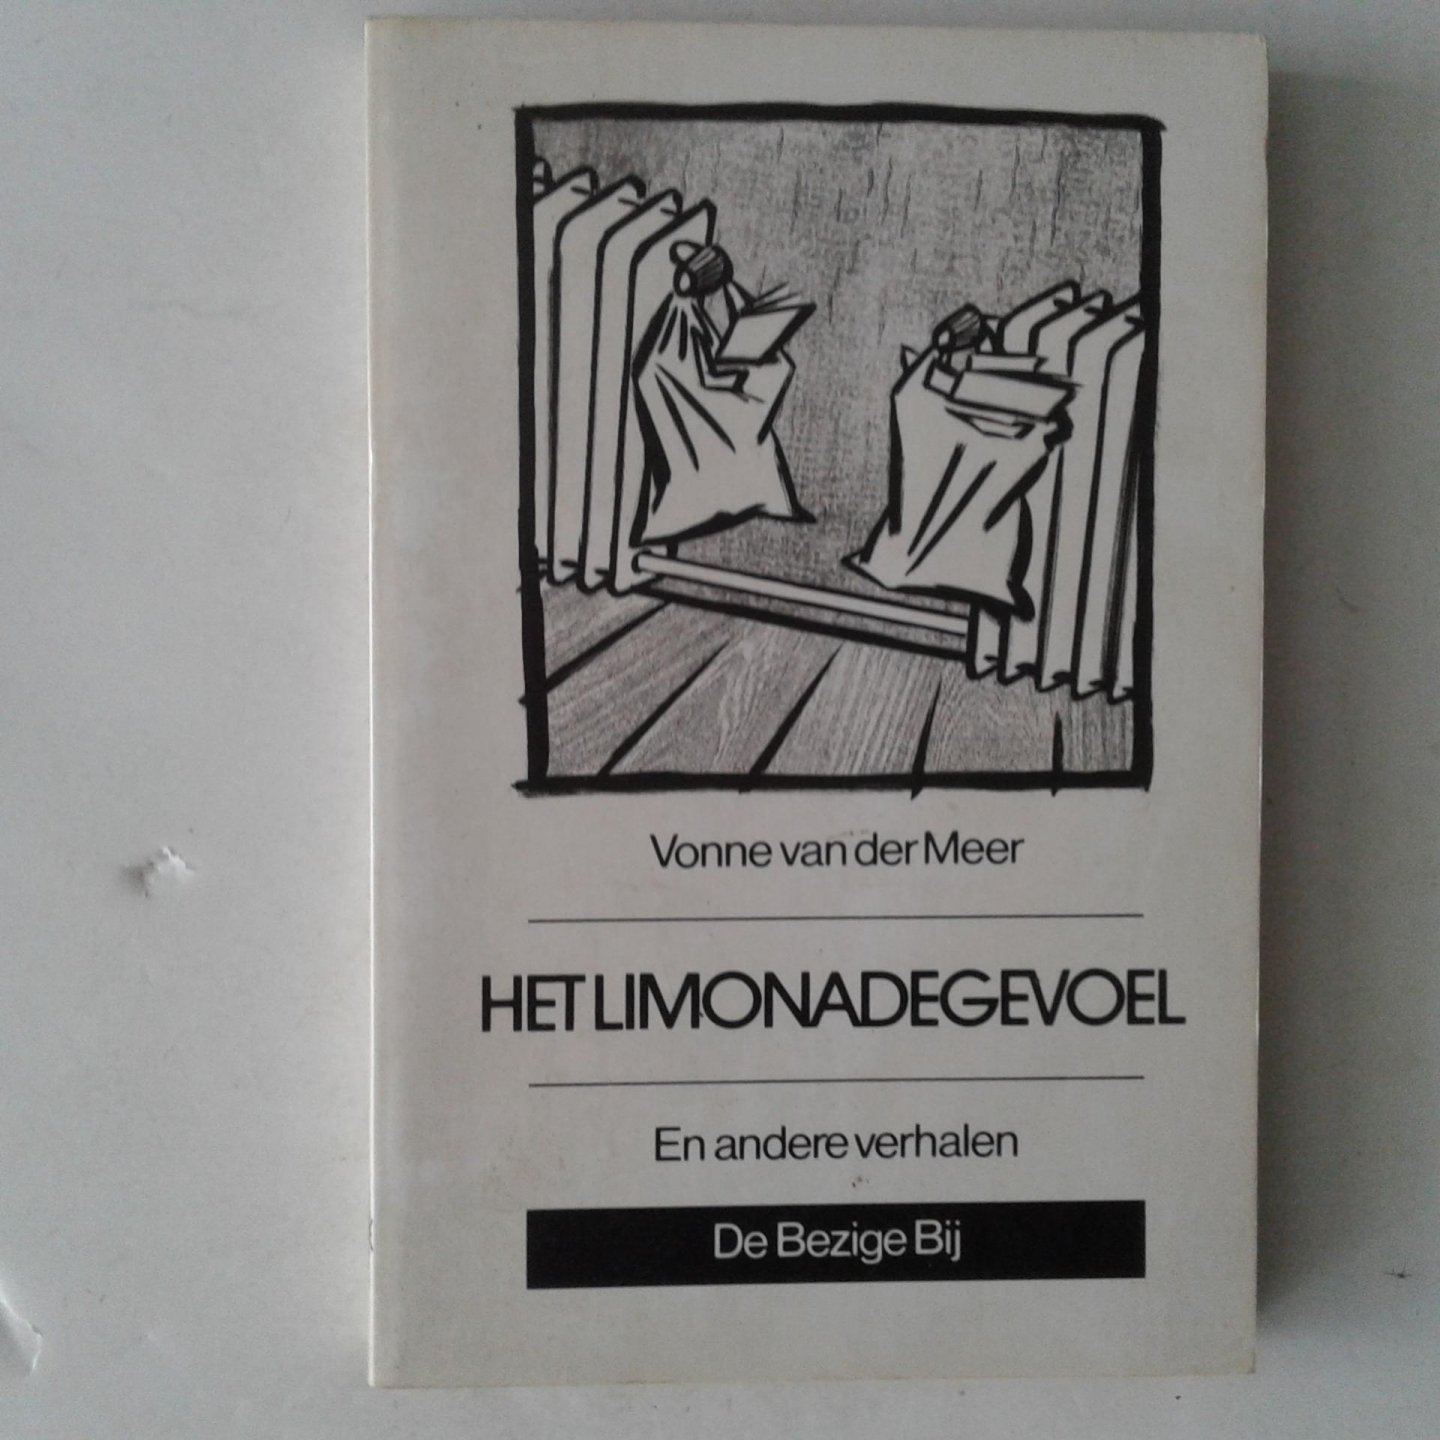 Vonne van der Meer
HET LIMONADEGEVOEL
En andere verhalen
De Bezige Bij